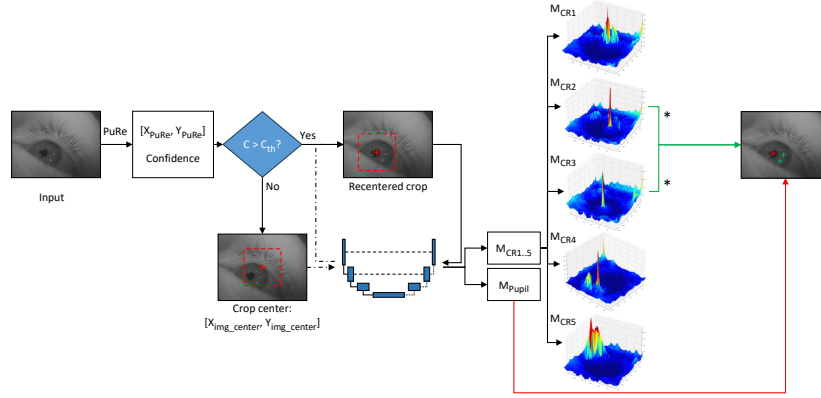 Input
PuRe
[X_PuRe, Y_PuRe]
Confidence
C > C_th?
Yes
No
Recentered crop
Crop center:
[X_img_center, Y_img_center]
M_CR1..5
M_Pupil
M_CR1
M_CR2
M_CR3
M_CR4
M_CR5
*
*